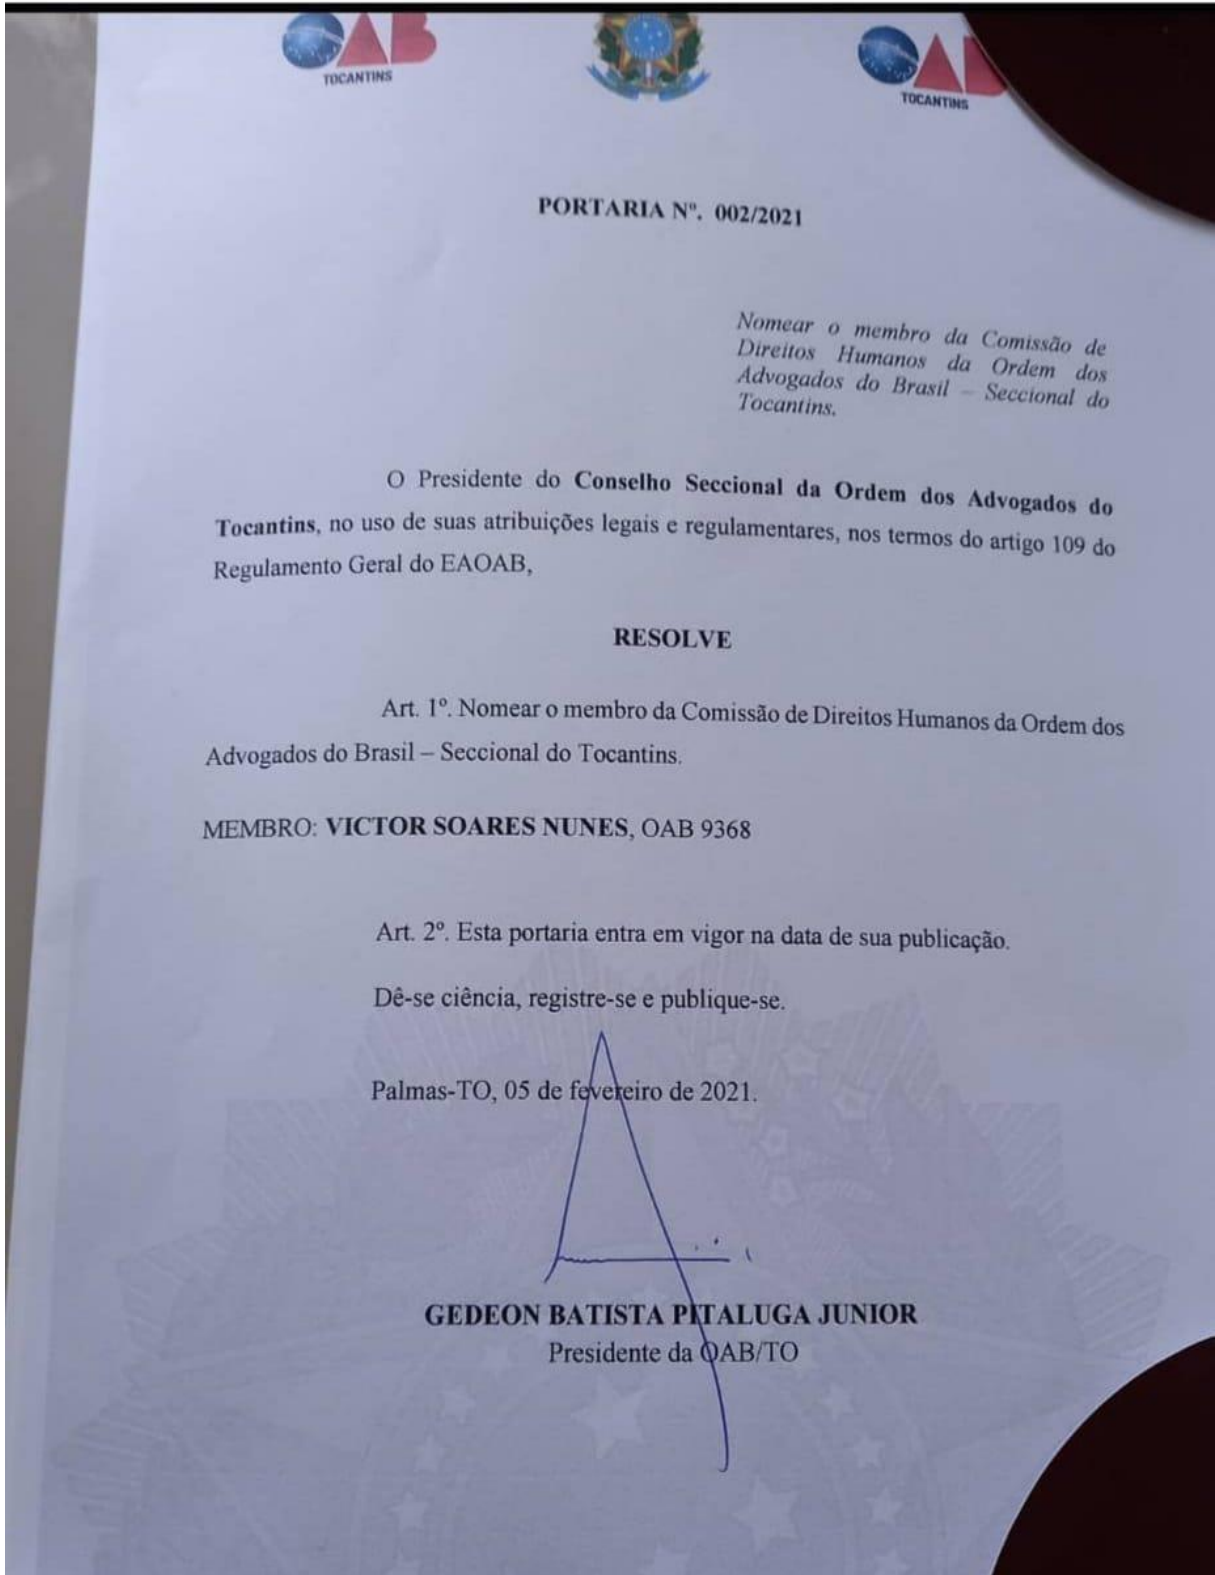 OAB
TOCANTINS
OAB
TOCANTINS
PORTARIA Nº. 002/2021
Nomear o membro da Comissão de
Direitos Humanos da Ordem dos
Advogados do Brasil – Seccional do
Tocantins.
O Presidente do Conselho Seccional da Ordem dos Advogados do
Tocantins, no uso de suas atribuições legais e regulamentares, nos termos do artigo 109 do
Regulamento Geral do EAOAB,
RESOLVE
Art. 1º. Nomear o membro da Comissão de Direitos Humanos da Ordem dos
Advogados do Brasil – Seccional do Tocantins.
MEMBRO: VICTOR SOARES NUNES, OAB 9368
Art. 2º. Esta portaria entra em vigor na data de sua publicação.
Dê-se ciência, registre-se e publique-se.
Palmas-TO, 05 de fevereiro de 2021.
GEDEON BATISTA PITALUGA JUNIOR
Presidente da OAB/TO